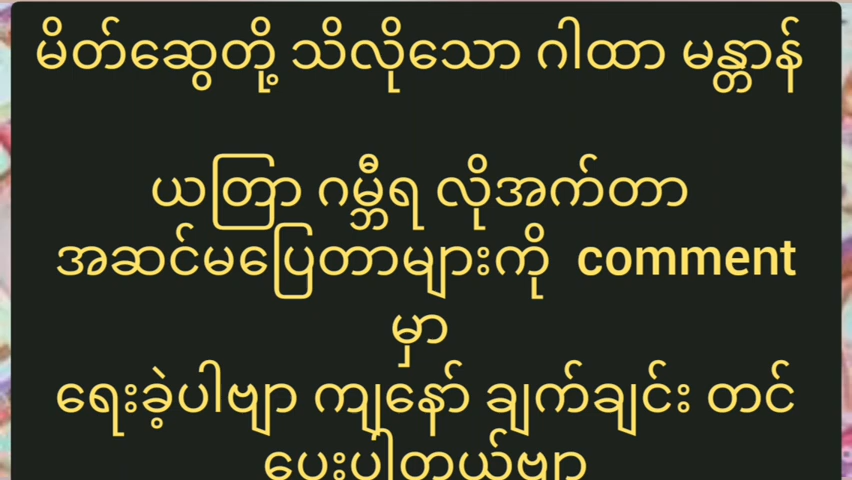 မိတ်ဆွေတို့ သိလိုသော ဂါထာ မန္တာန်
ယတြာ ဂမ္ဘီရ လိုအက်တာ
အဆင်မပြေတာများကို comment
မှာ
ရေးခဲ့ပါဗျာ ကျနော် ချက်ချင်း တင်
ပေးပါတယ်ဗျာ